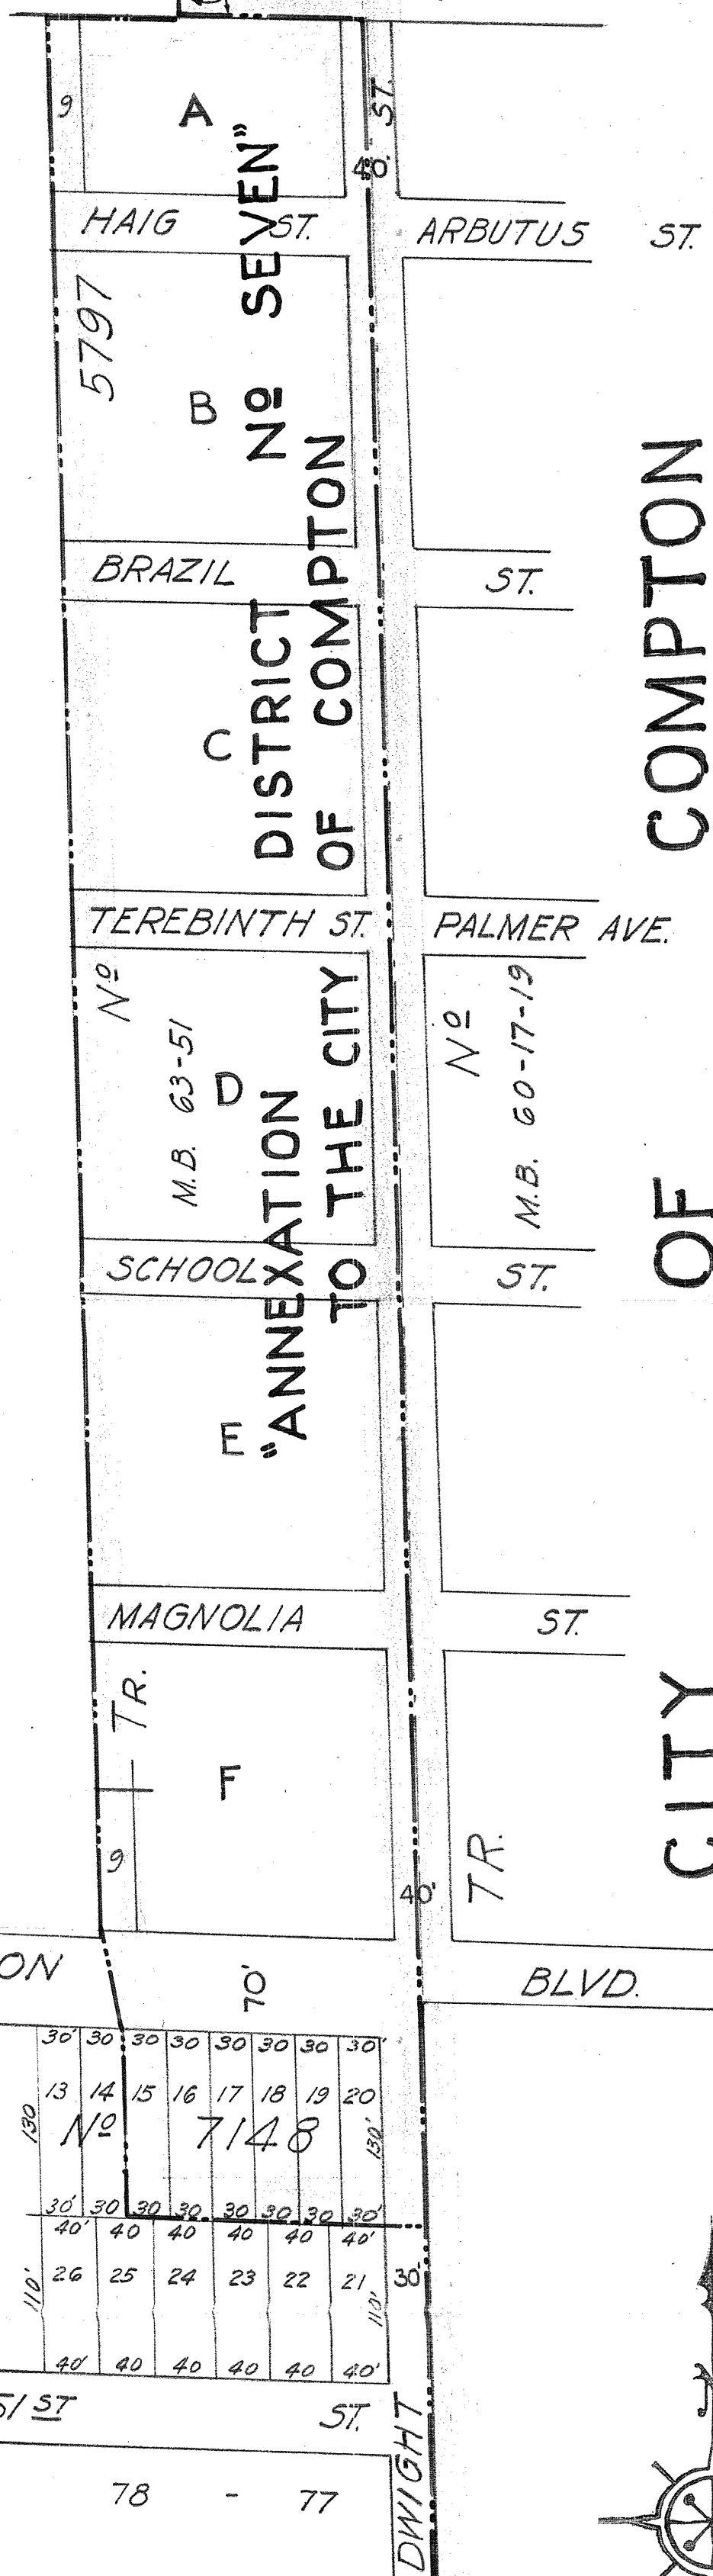 9
A
ST.
40'
HAIG ST.
ARBUTUS ST.
5797
B
"ANNEXATION DISTRICT Nº SEVEN"
TO THE CITY OF COMPTON
CITY OF COMPTON
BRAZIL ST.
C
TEREBINTH ST.
PALMER AVE.
Nº
M.B. 63-51
D
Nº
M.B. 60-17-19
SCHOOL ST.
E
MAGNOLIA ST.
TR.
F
9
40'
TR.
ON
70'
BLVD.
30' 30 30 30 30 30 30 30'
13 14 15 16 17 18 19 20
130
Nº 7148
130'
30' 30 30 30 30 30 30 30'
40' 40 40 40 40 40'
110'
26 25 24 23 22 21
110'
30'
40' 40 40 40 40 40'
51 ST ST.
DWIGHT
78 - 77